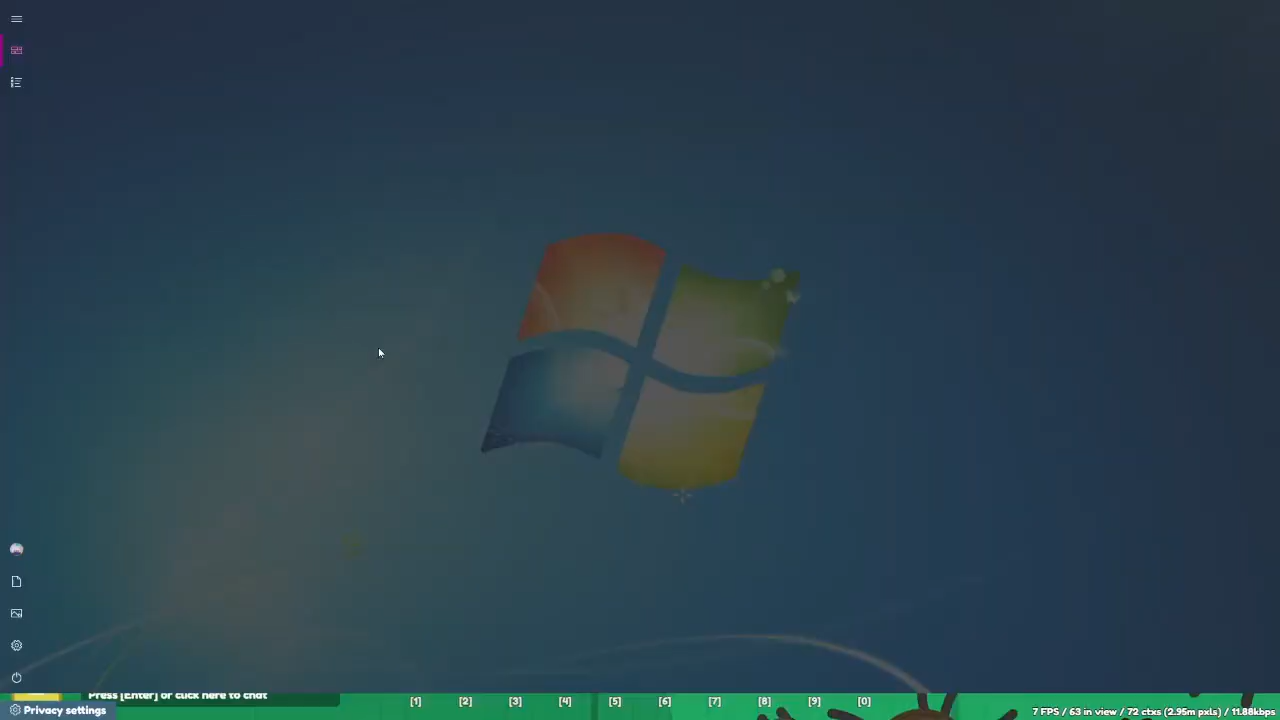 Press [Enter] or click here to chat
[1] [2] [3] [4] [5] [6] [7] [8] [9] [0]
Privacy settings
7 FPS / 63 in view / 72 ctxs (2.95m pxls) / 11.88kbps